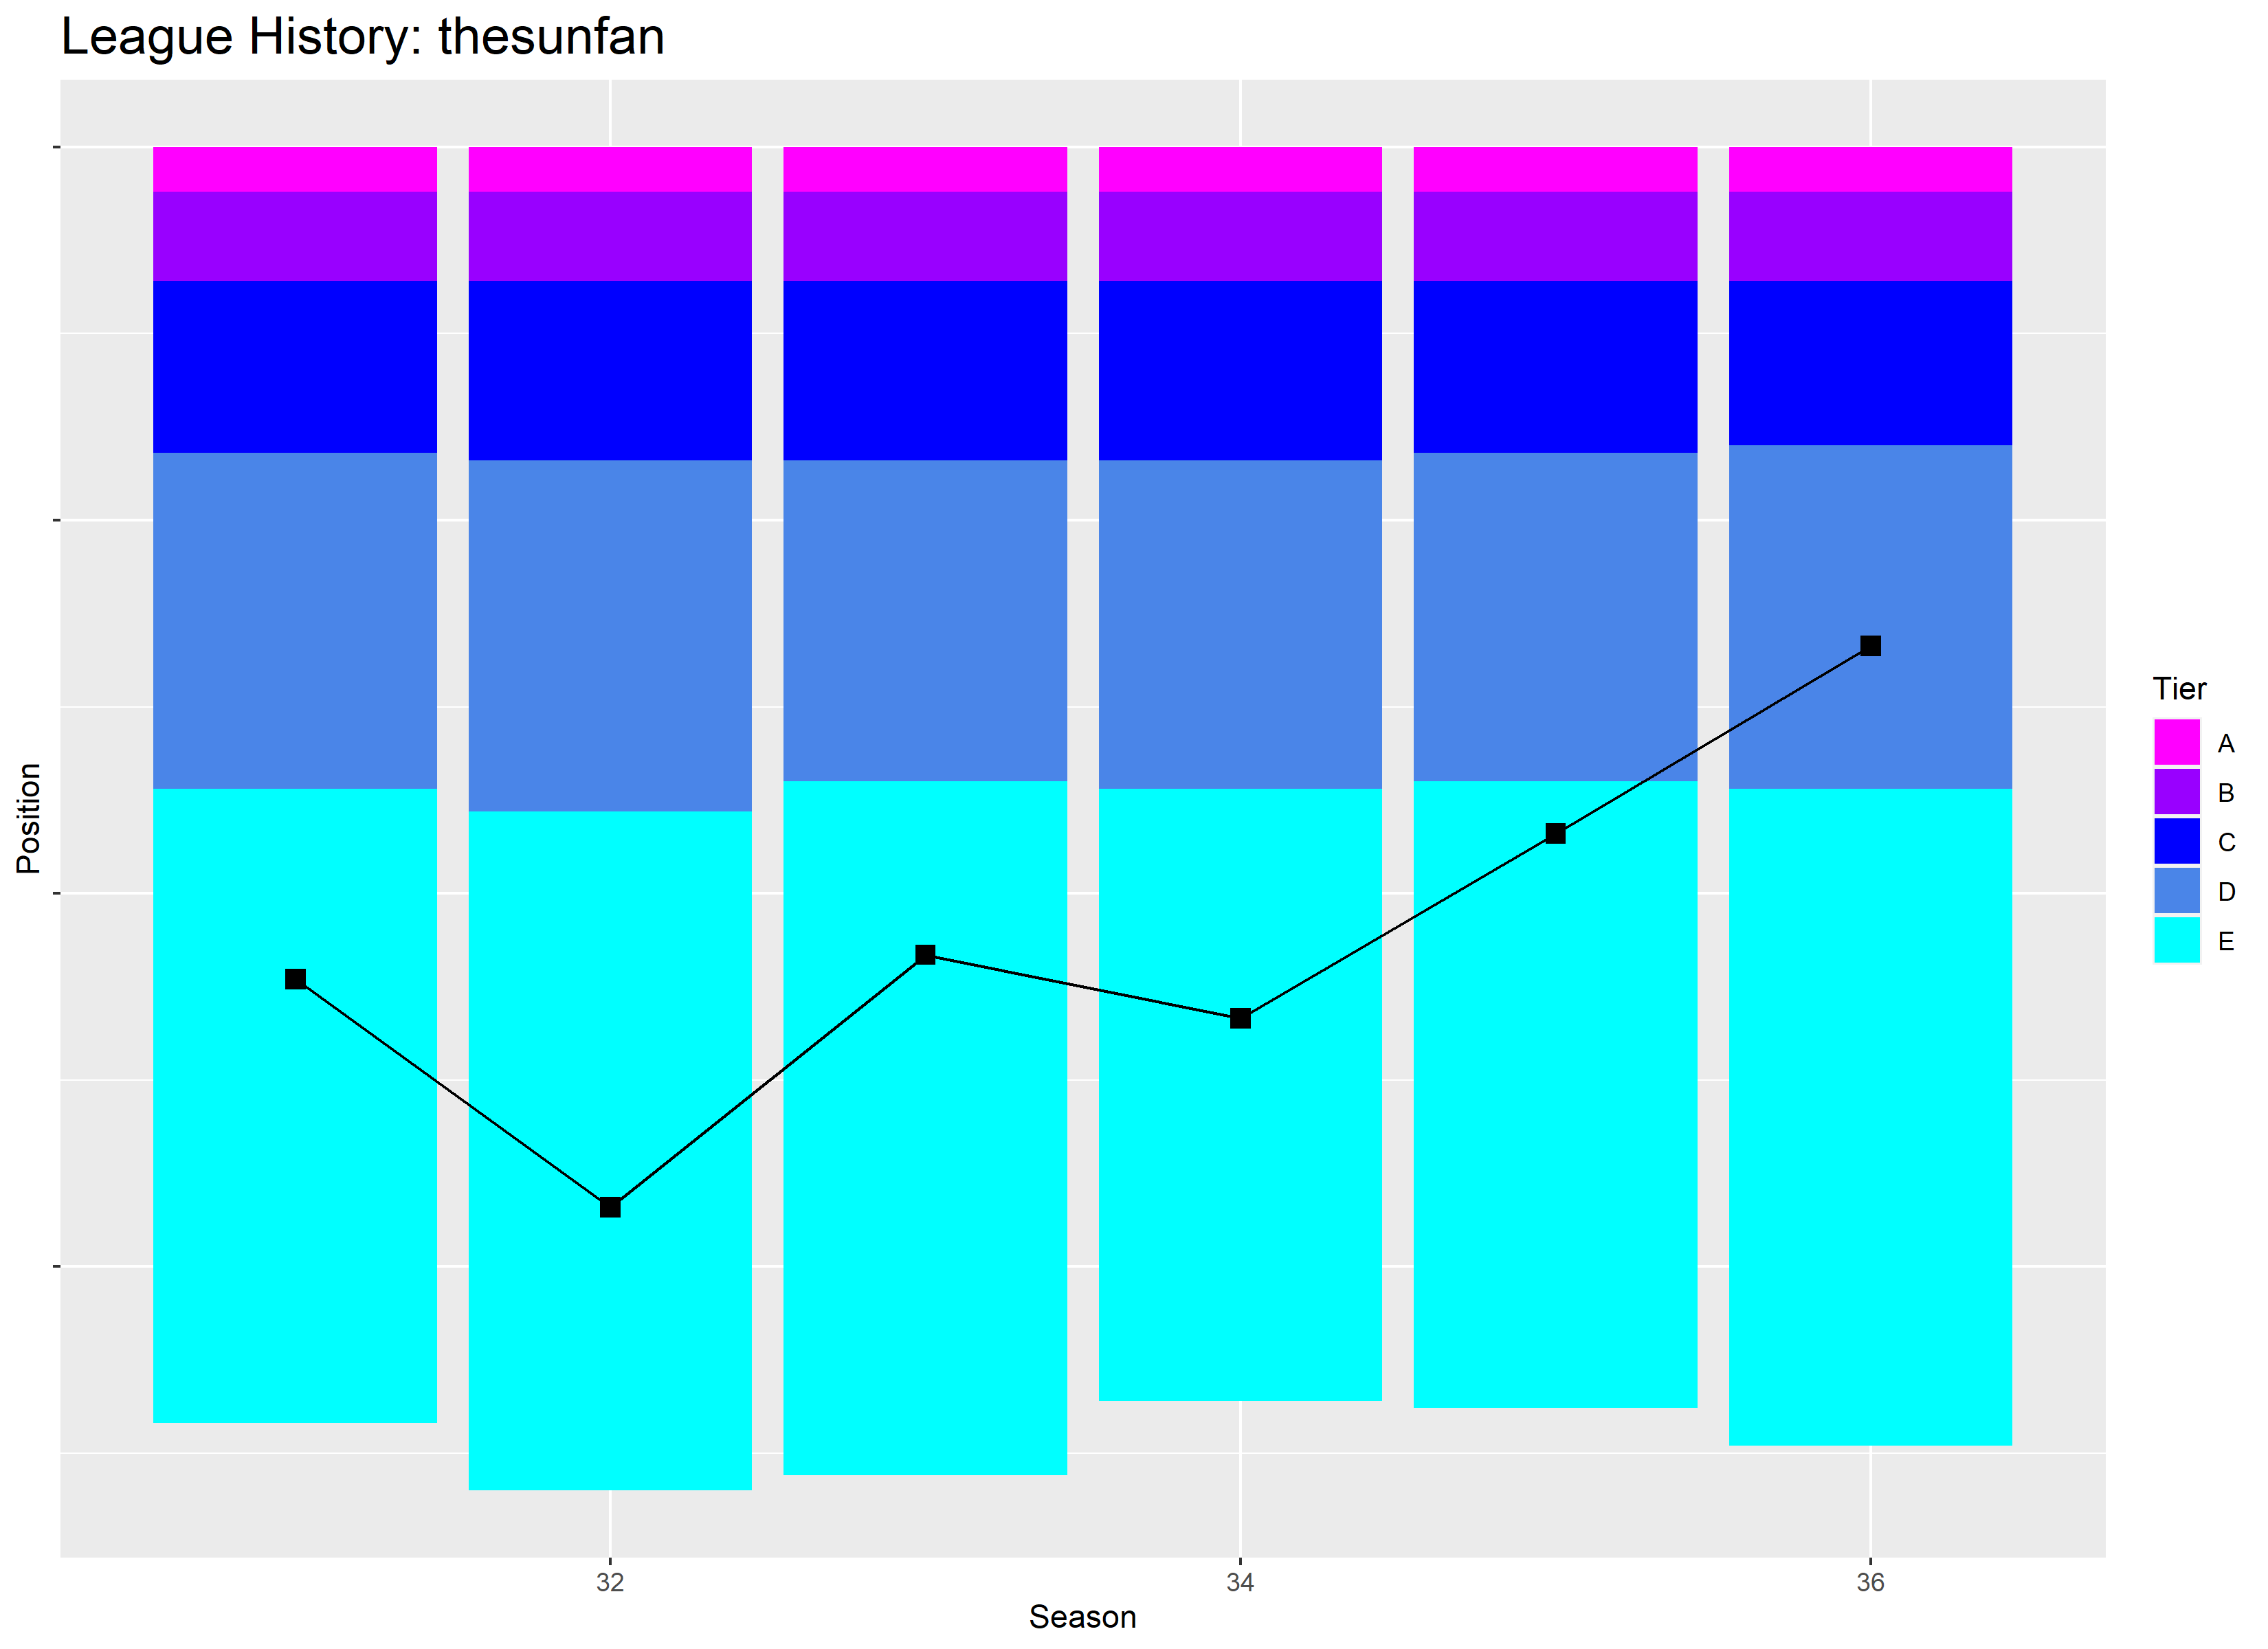 League History: thesunfan
Position
Tier
A
B
C
D
E
32
34
36
Season